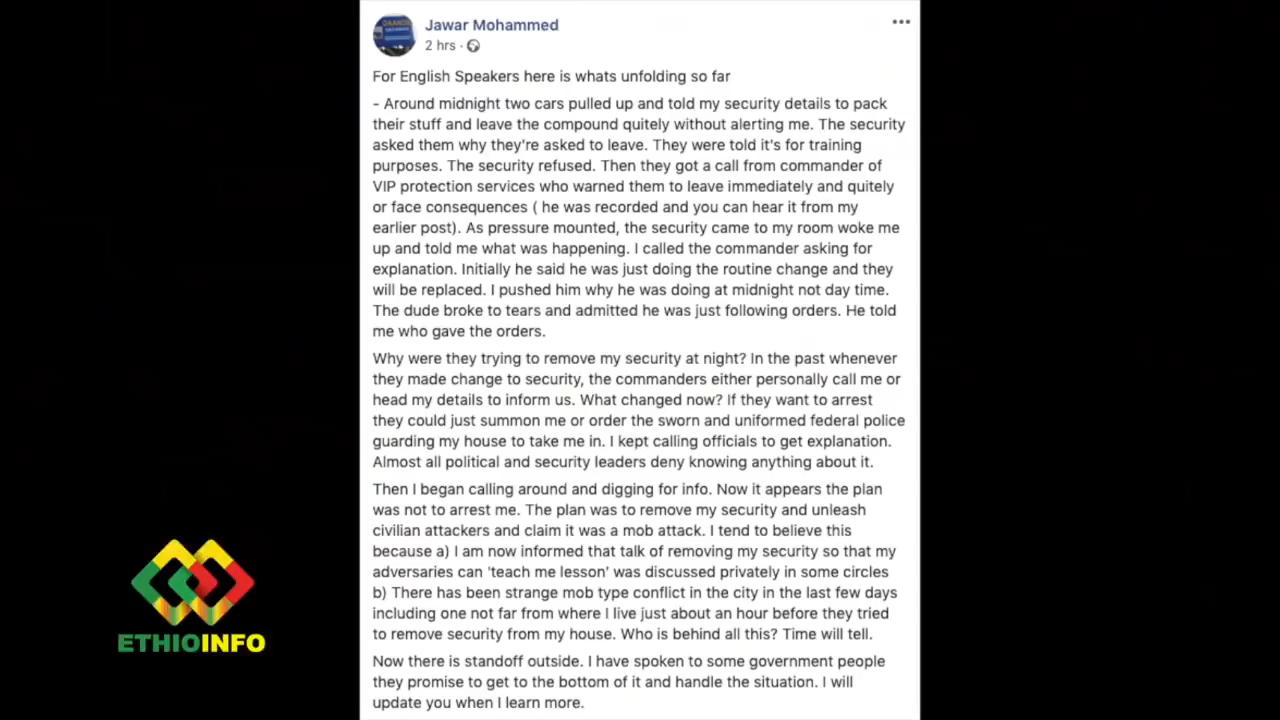 Jawar Mohammed
2 hrs ·
For English Speakers here is whats unfolding so far
- Around midnight two cars pulled up and told my security details to pack
their stuff and leave the compound quitely without alerting me. The security
asked them why they're asked to leave. They were told it's for training
purposes. The security refused. Then they got a call from commander of
VIP protection services who warned them to leave immediately and quitely
or face consequences ( he was recorded and you can hear it from my
earlier post). As pressure mounted, the security came to my room woke me
up and told me what was happening. I called the commander asking for
explanation. Initially he said he was just doing the routine change and they
will be replaced. I pushed him why he was doing at midnight not day time.
The dude broke to tears and admitted he was just following orders. He told
me who gave the orders.
Why were they trying to remove my security at night? In the past whenever
they made change to security, the commanders either personally call me or
head my details to inform us. What changed now? If they want to arrest
they could just summon me or order the sworn and uniformed federal police
guarding my house to take me in. I kept calling officials to get explanation.
Almost all political and security leaders deny knowing anything about it.
Then I began calling around and digging for info. Now it appears the plan
was not to arrest me. The plan was to remove my security and unleash
civilian attackers and claim it was a mob attack. I tend to believe this
because a) I am now informed that talk of removing my security so that my
adversaries can 'teach me lesson' was discussed privately in some circles
b) There has been strange mob type conflict in the city in the last few days
including one not far from where I live just about an hour before they tried
to remove security from my house. Who is behind all this? Time will tell.
Now there is standoff outside. I have spoken to some government people
they promise to get to the bottom of it and handle the situation. I will
update you when I learn more.
ETHIOINFO